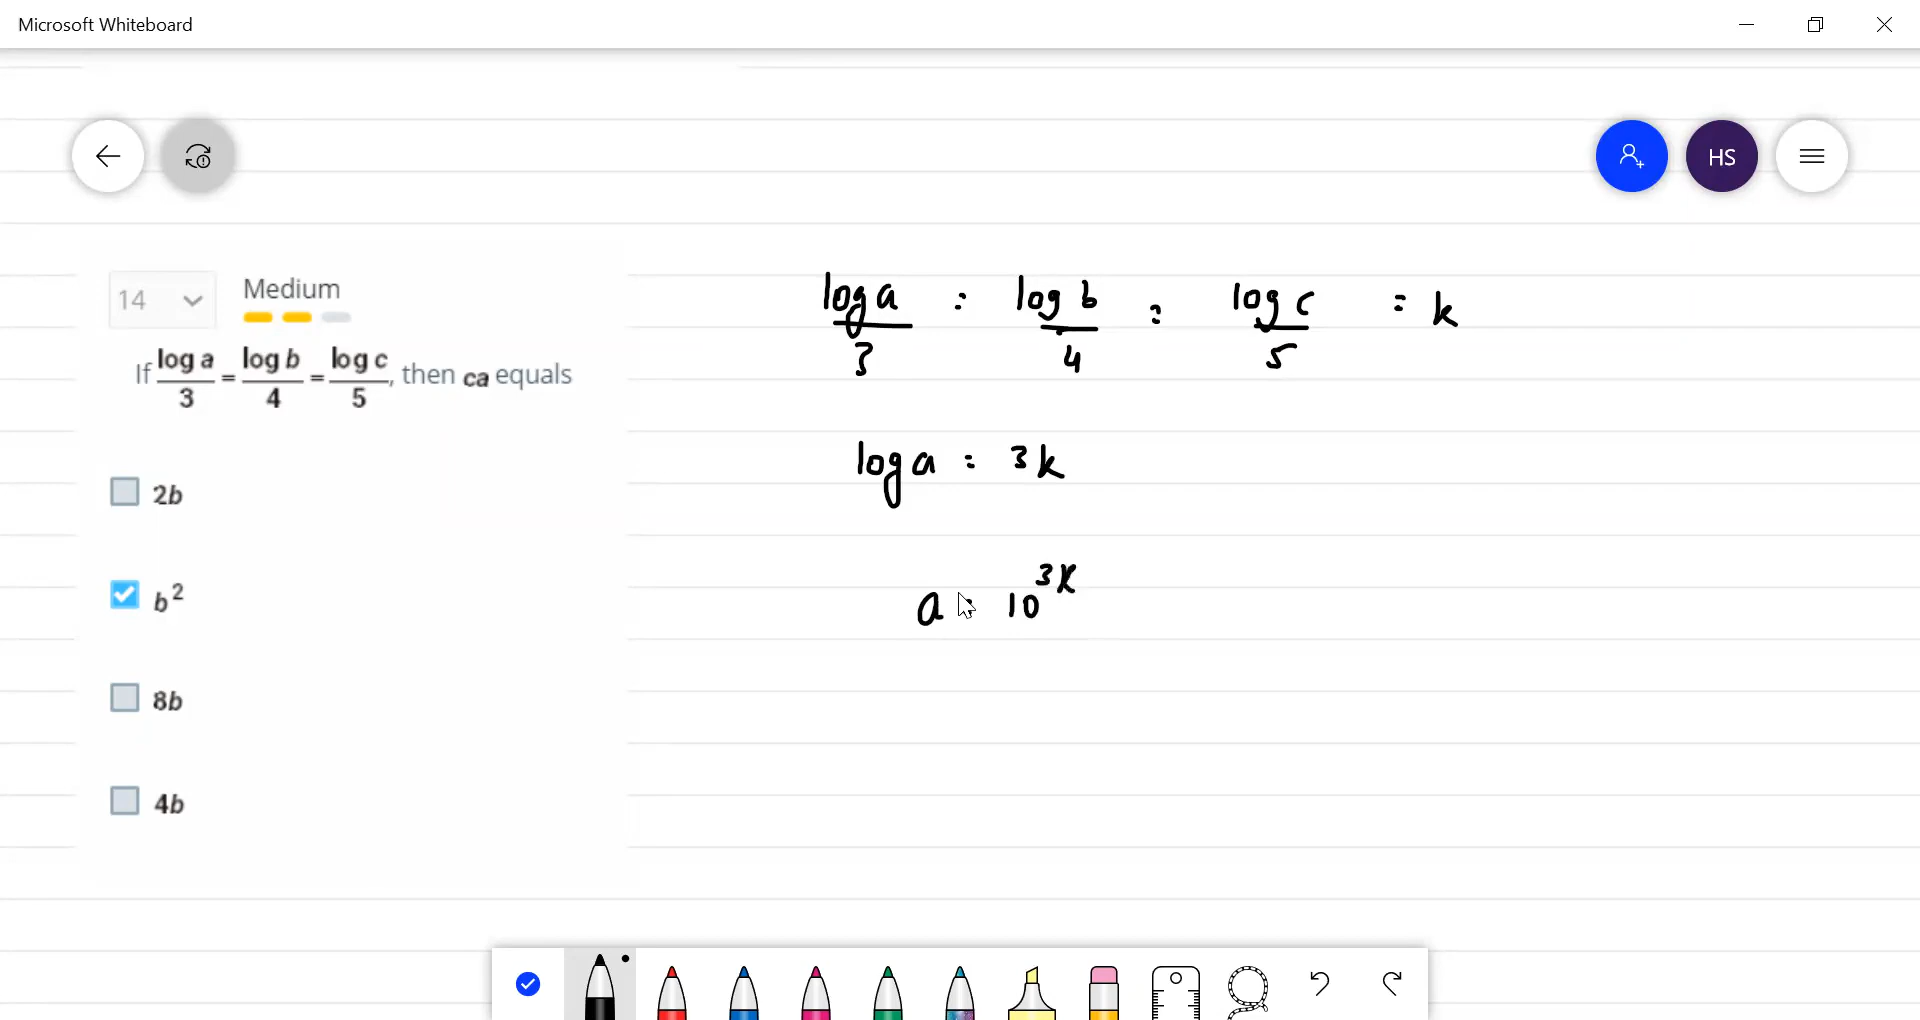 Microsoft Whiteboard
HS
14
Medium
If log a/3 = log b/4 = log c/5, then ca equals
2b
b²
8b
4b
log a/3 = log b/4 = log c/5 = k
log a = 3k
a = 10^3k